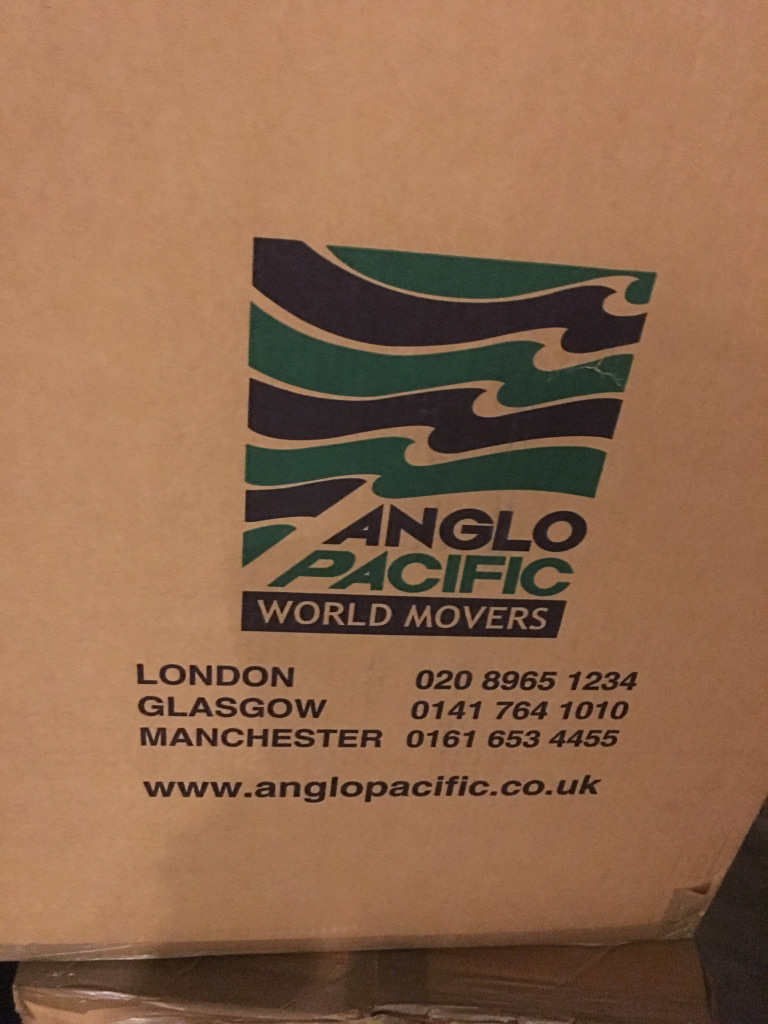 ANGLO
PACIFIC
WORLD MOVERS
LONDON 020 8965 1234
GLASGOW 0141 764 1010
MANCHESTER 0161 653 4455
www.anglopacific.co.uk